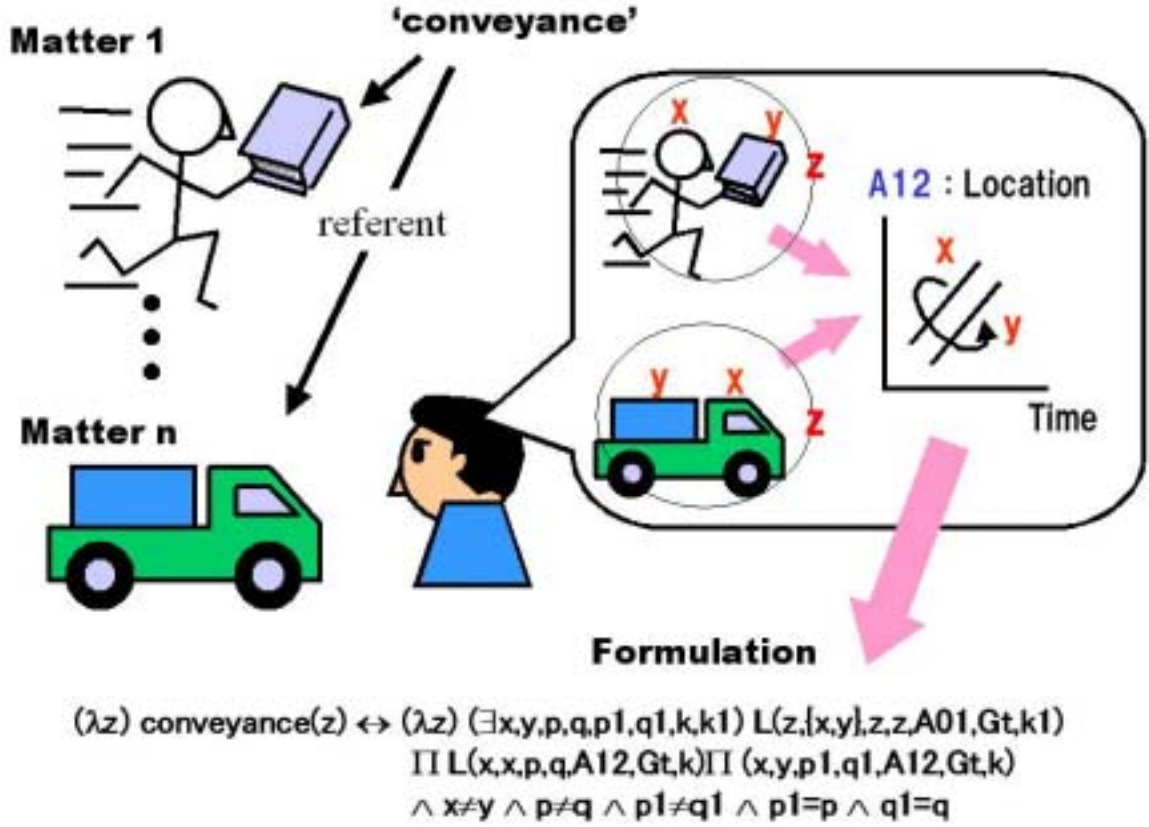 ‘conveyance’
Matter 1
referent
Matter n
x
y
z
A12 : Location
x
y
Time
y
x
z
Formulation
(λz) conveyance(z) ↔ (λz) (∃x,y,p,q,p1,q1,k,k1) L(z,{x,y},z,z,A01,Gt,k1)
Π L(x,x,p,q,A12,Gt,k)Π (x,y,p1,q1,A12,Gt,k)
∧ x≠y ∧ p≠q ∧ p1≠q1 ∧ p1=p ∧ q1=q